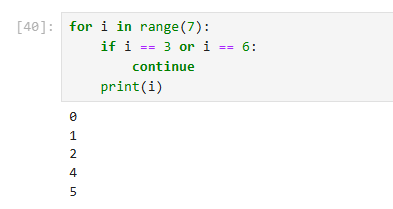 [40]: for i in range(7):
    if i == 3 or i == 6:
        continue
    print(i)
0
1
2
4
5